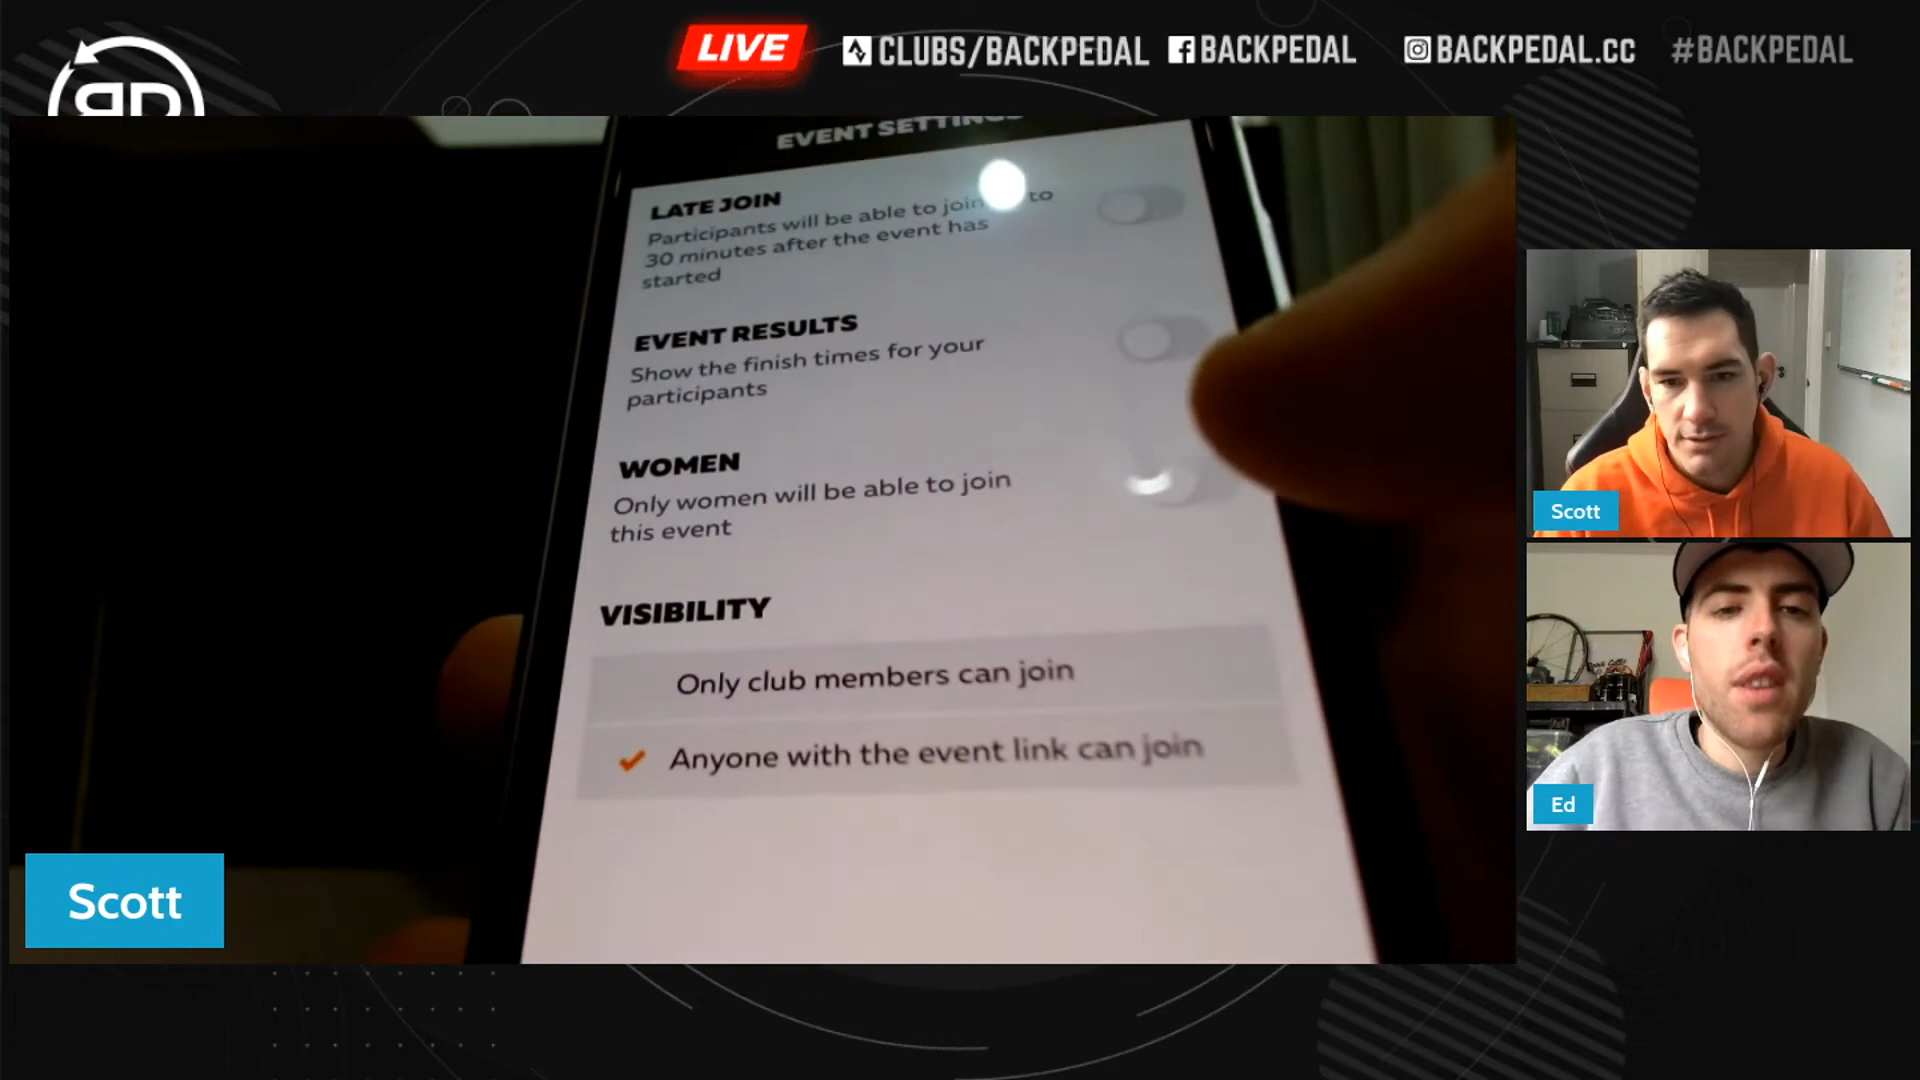 LIVE
CLUBS/BACKPEDAL
BACKPEDAL
BACKPEDAL.CC
#BACKPEDAL
EVENT SETTINGS
LATE JOIN
Participants will be able to join to
30 minutes after the event has
started
EVENT RESULTS
Show the finish times for your
participants
WOMEN
Only women will be able to join
this event
VISIBILITY
Only club members can join
Anyone with the event link can join
Scott
Scott
Ed